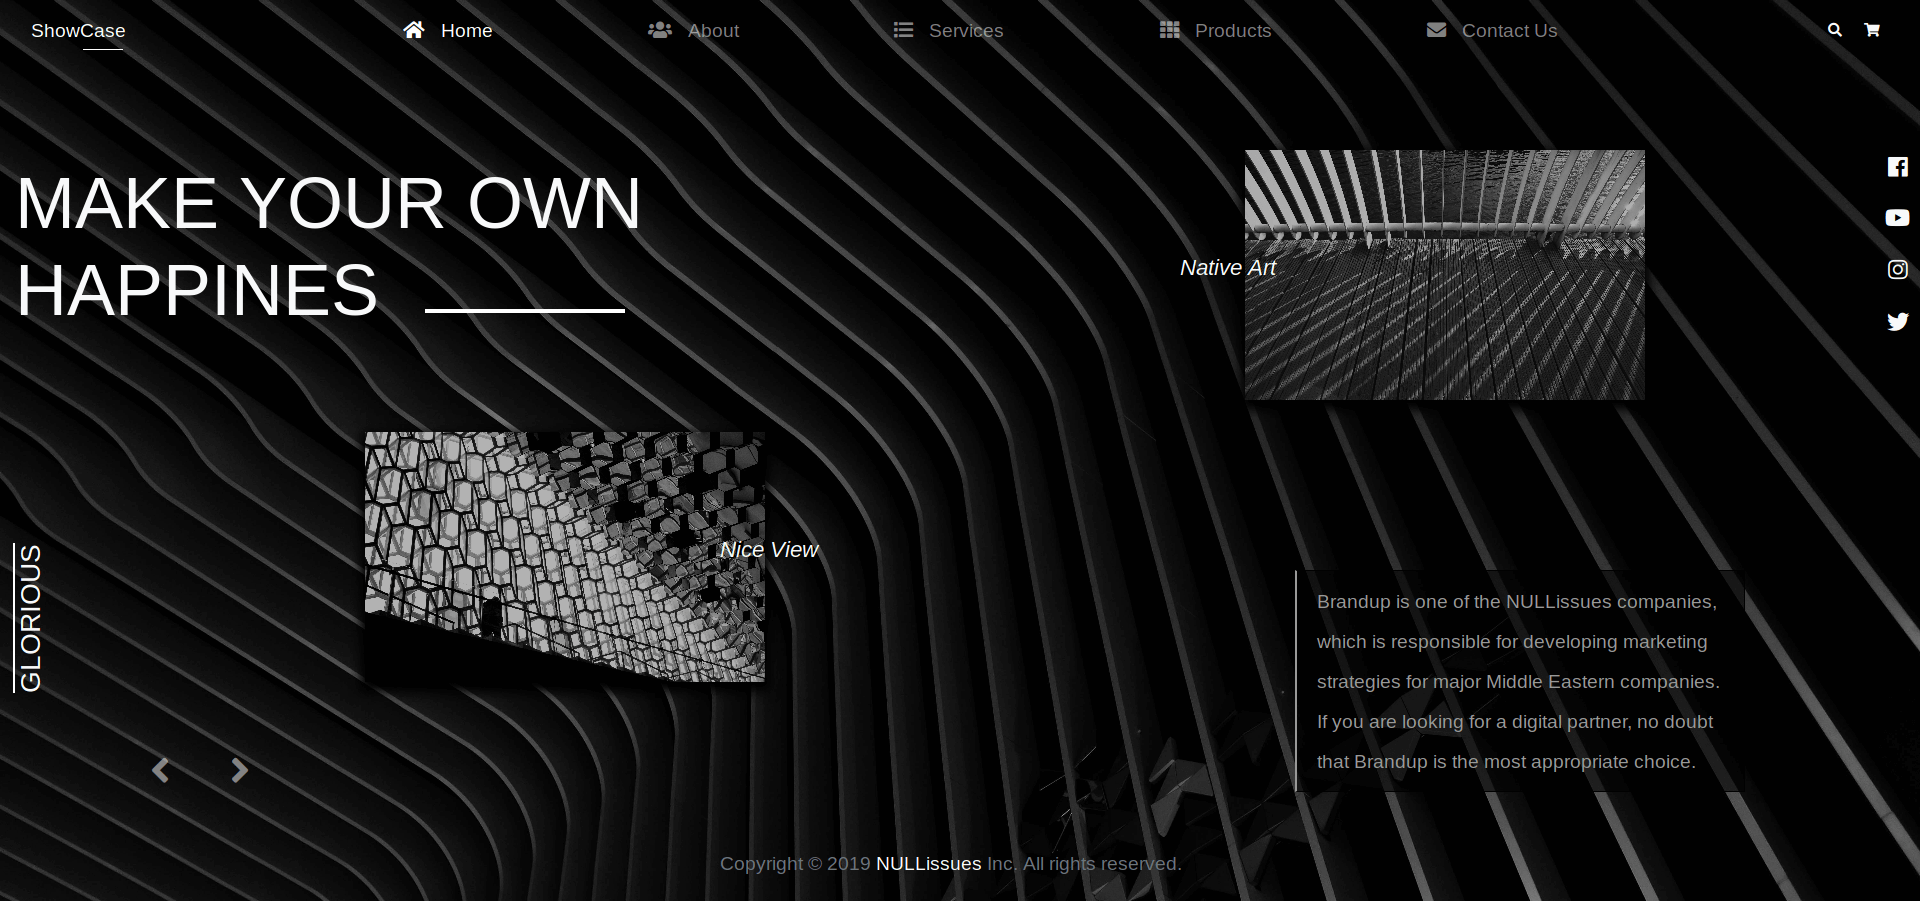 ShowCase
Home
About
Services
Products
Contact Us
MAKE YOUR OWN
HAPPINES
Native Art
Nice View
GLORIOUS
Brandup is one of the NULLissues companies,
which is responsible for developing marketing
strategies for major Middle Eastern companies.
If you are looking for a digital partner, no doubt
that Brandup is the most appropriate choice.
Copyright © 2019 NULLissues Inc. All rights reserved.